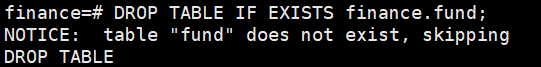 finance=# DROP TABLE IF EXISTS finance.fund;
NOTICE:  table "fund" does not exist, skipping
DROP TABLE